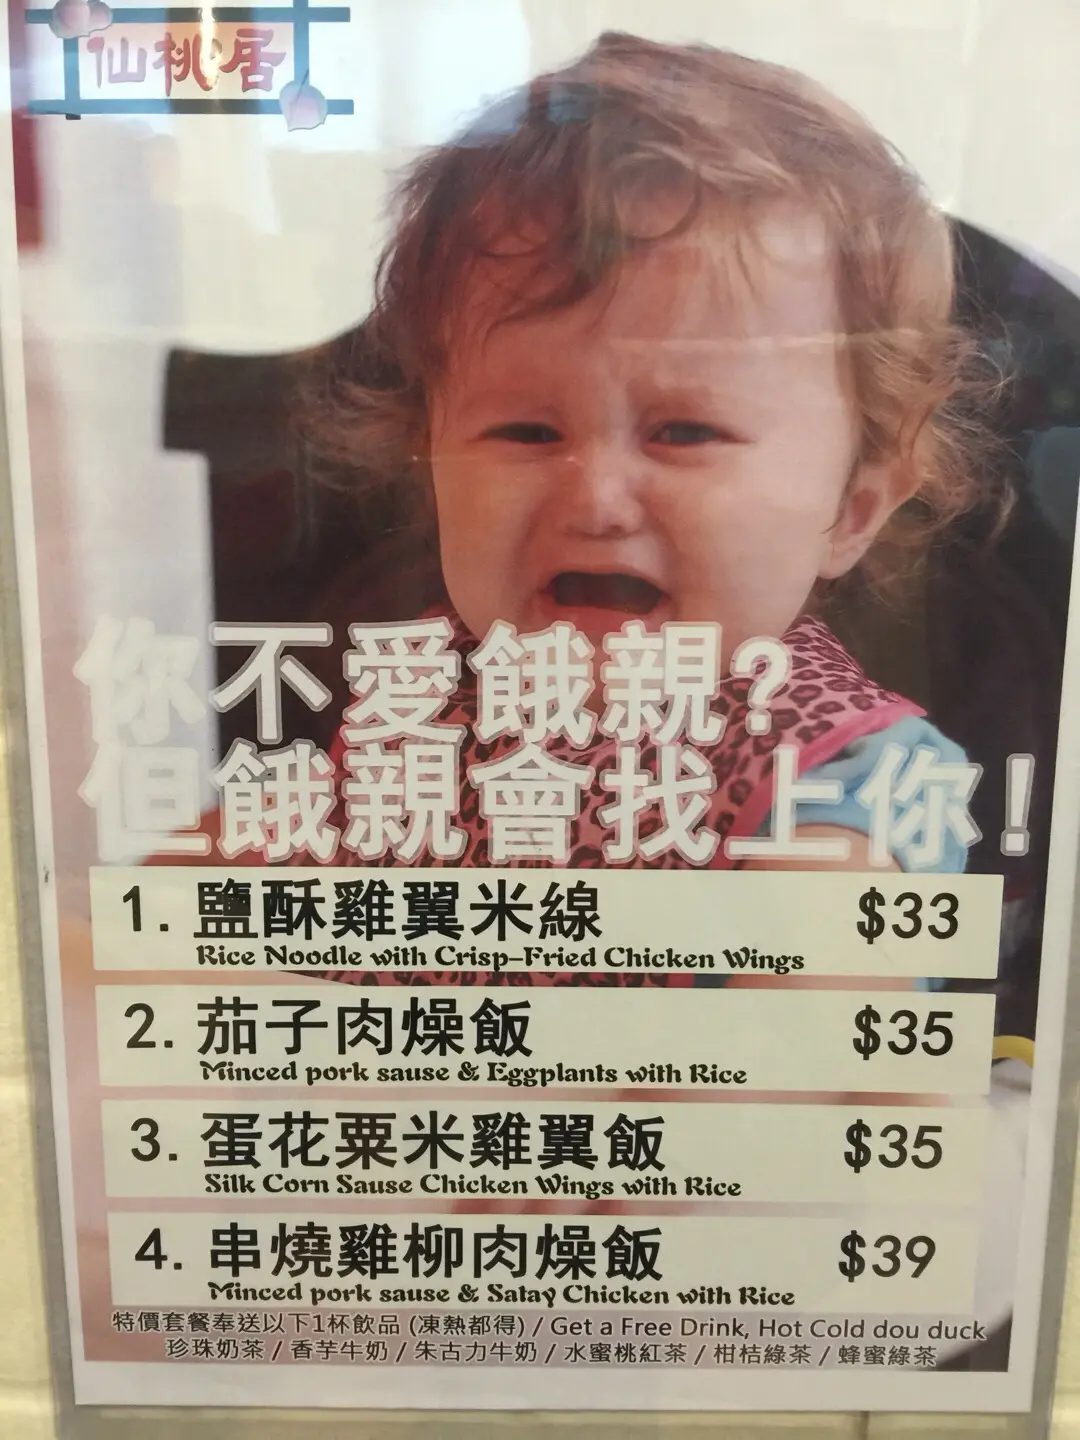 仙桃居
你不愛餓親?
但餓親會找上你!
1. 鹽酥雞翼米線 $33
Rice Noodle with Crisp-Fried Chicken Wings
2. 茄子肉燥飯 $35
Minced pork sause & Eggplants with Rice
3. 蛋花粟米雞翼飯 $35
Silk Corn Sause Chicken Wings with Rice
4. 串燒雞柳肉燥飯 $39
Minced pork sause & Satay Chicken with Rice
特價套餐奉送以下1杯飲品 (凍熱都得) / Get a Free Drink, Hot Cold dou duck
珍珠奶茶 / 香芋牛奶 / 朱古力牛奶 / 水蜜桃紅茶 / 柑桔綠茶 / 蜂蜜綠茶